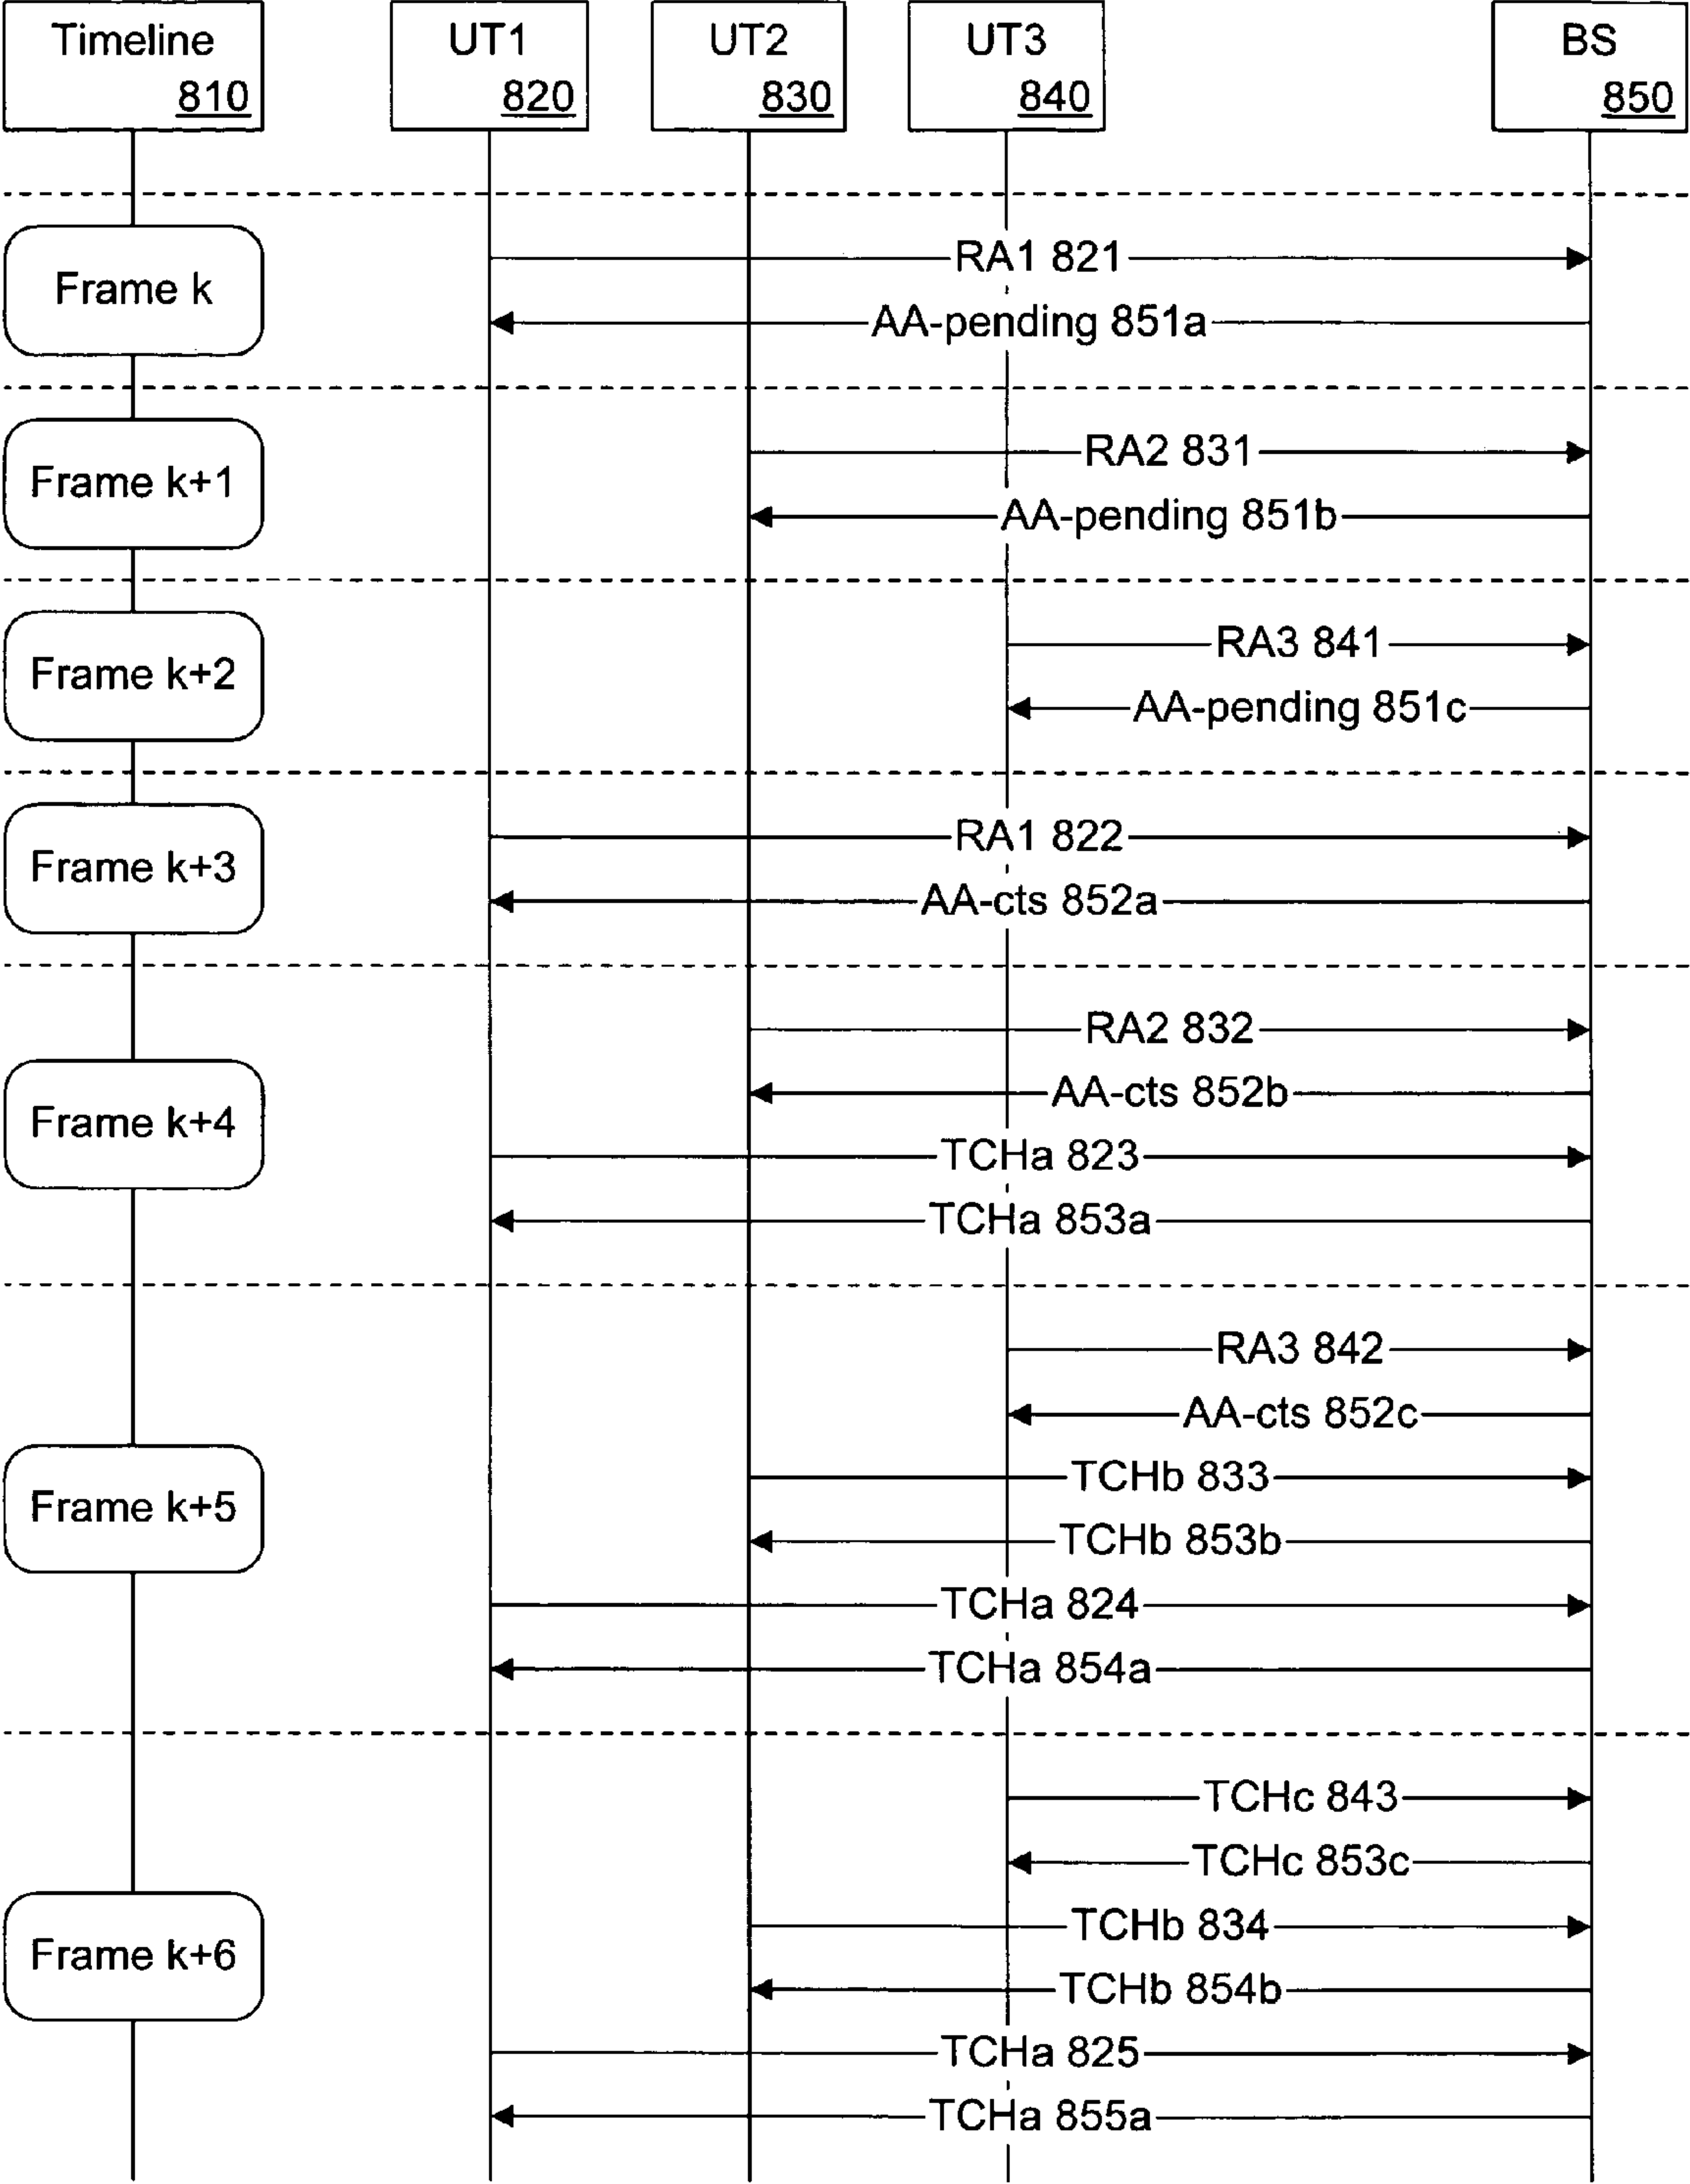 Timeline
810
UT1
820
UT2
830
UT3
840
BS
850
Frame k
RA1 821
AA-pending 851a
Frame k+1
RA2 831
AA-pending 851b
Frame k+2
RA3 841
AA-pending 851c
Frame k+3
RA1 822
AA-cts 852a
Frame k+4
RA2 832
AA-cts 852b
TCHa 823
TCHa 853a
Frame k+5
RA3 842
AA-cts 852c
TCHb 833
TCHb 853b
TCHa 824
TCHa 854a
Frame k+6
TCHc 843
TCHc 853c
TCHb 834
TCHb 854b
TCHa 825
TCHa 855a